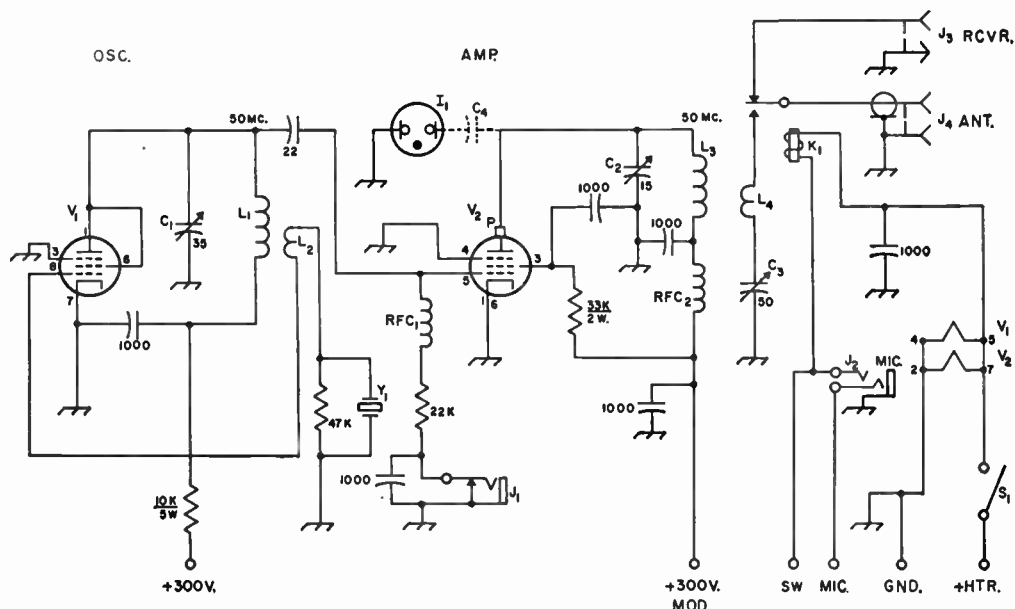 OSC.
AMP.
J3 RCVR.
J4 ANT.
I1
C4
50 MC.
50 MC.
22
K1
L3
C2
15
1000
1000
L4
V1
1
C1
35
L1
L2
3
8
6
7
V2
P
4
5
3
1
6
1000
RFC1
33K
2 W.
RFC2
C3
50
1000
V1
4
5
V2
2
7
J2
MIC.
47K
Y1
22K
1000
1000
J1
10K
5W
S1
+300V.
+300V.
MOD.
SW
MIC.
GND.
+HTR.